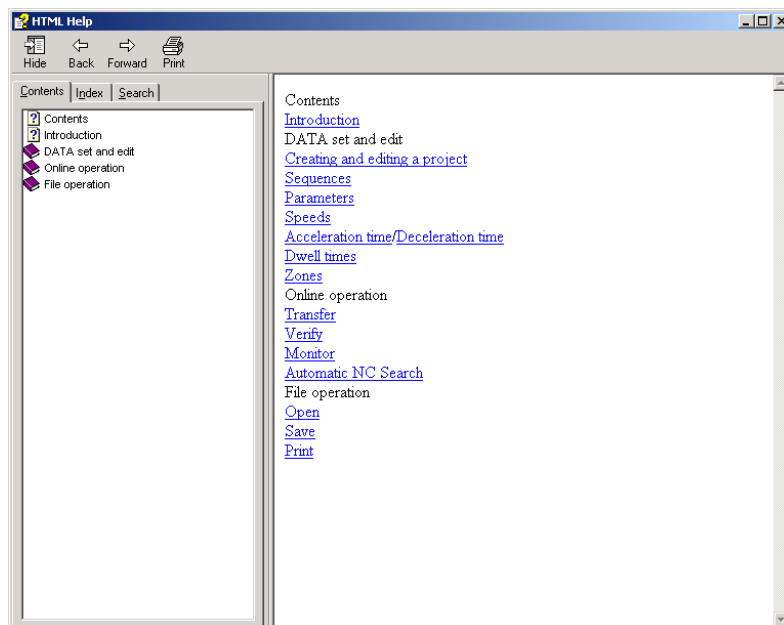 HTML Help
Hide Back Forward Print
Contents Index Search
Contents
Introduction
DATA set and edit
Online operation
File operation
Contents
Introduction
DATA set and edit
Creating and editing a project
Sequences
Parameters
Speeds
Acceleration time/Deceleration time
Dwell times
Zones
Online operation
Transfer
Verify
Monitor
Automatic NC Search
File operation
Open
Save
Print